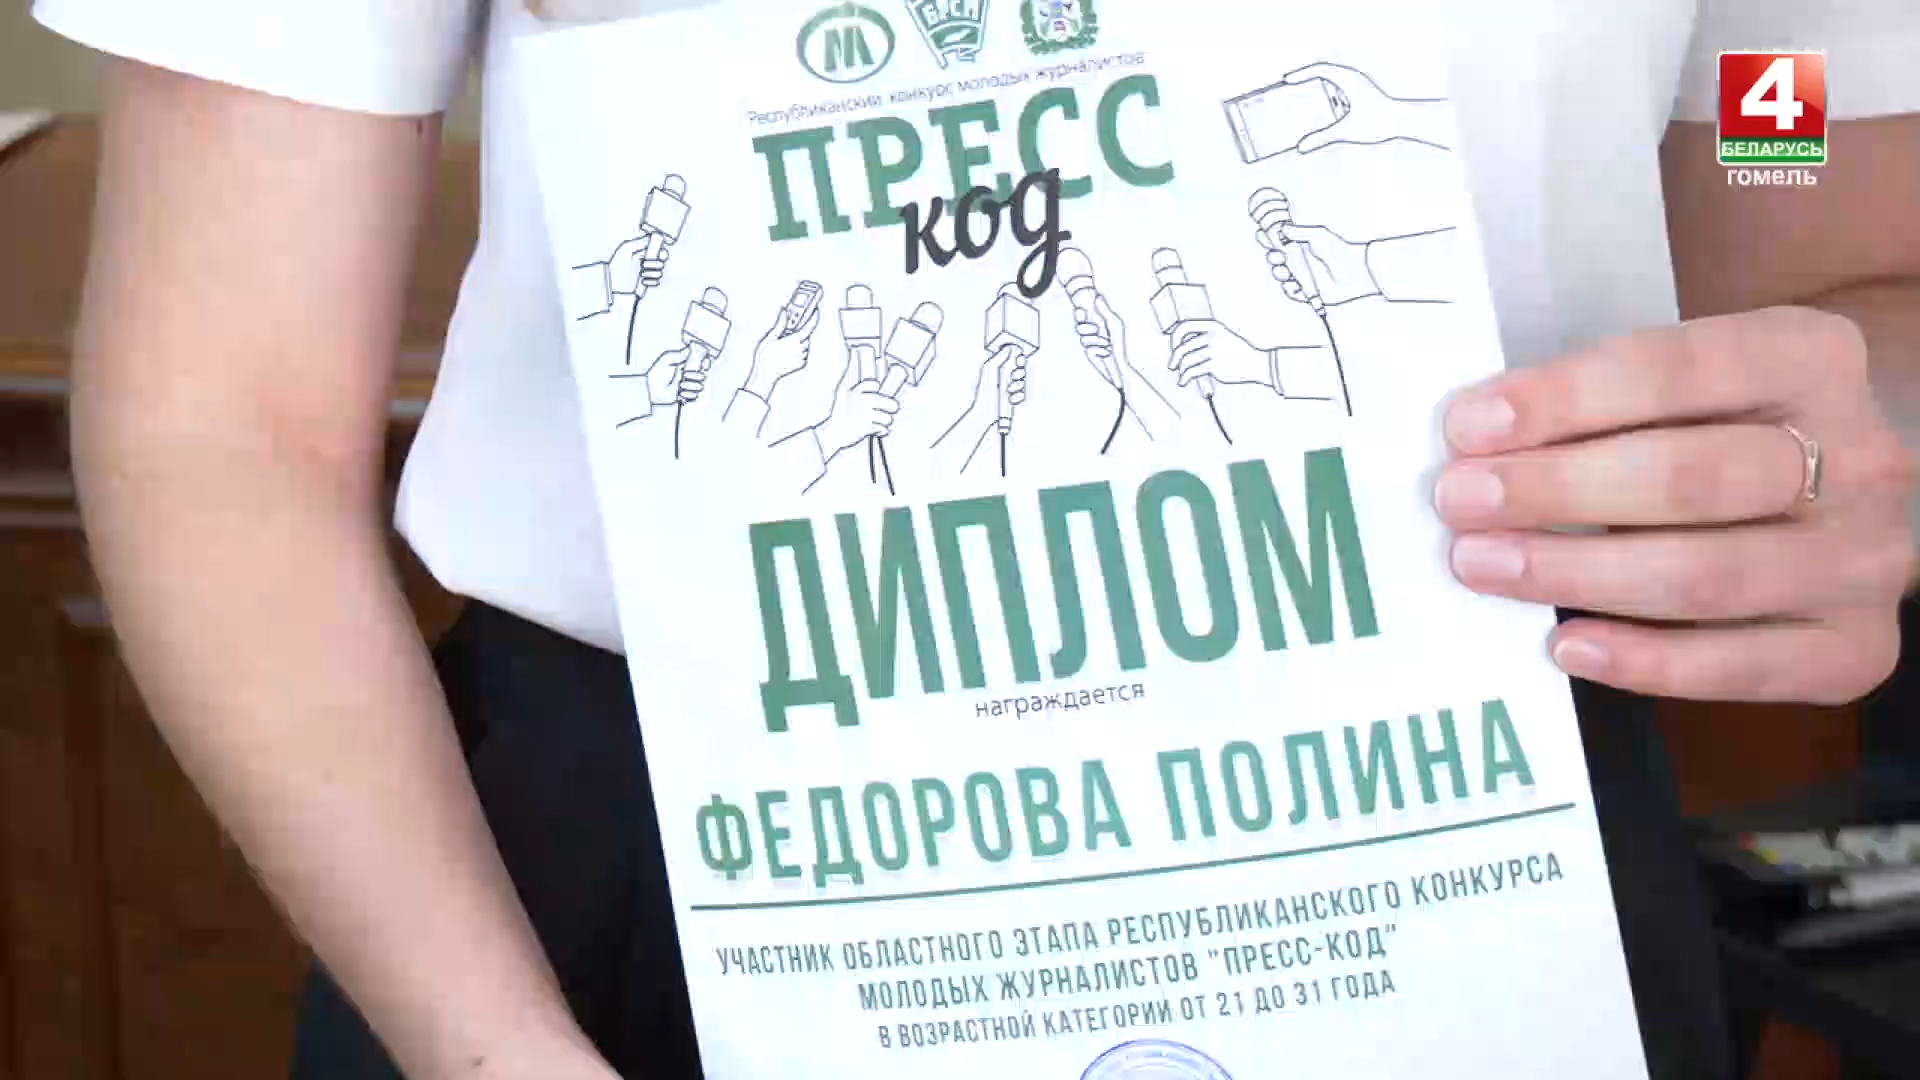 БРСМ
Республиканский конкурс молодых журналистов
ПРЕСС
код
4
БЕЛАРУСЬ
гомель
ДИПЛОМ
награждается
ФЕДОРОВА ПОЛИНА
УЧАСТНИК ОБЛАСТНОГО ЭТАПА РЕСПУБЛИКАНСКОГО КОНКУРСА
МОЛОДЫХ ЖУРНАЛИСТОВ "ПРЕСС-КОД"
В ВОЗРАСТНОЙ КАТЕГОРИИ ОТ 21 ДО 31 ГОДА